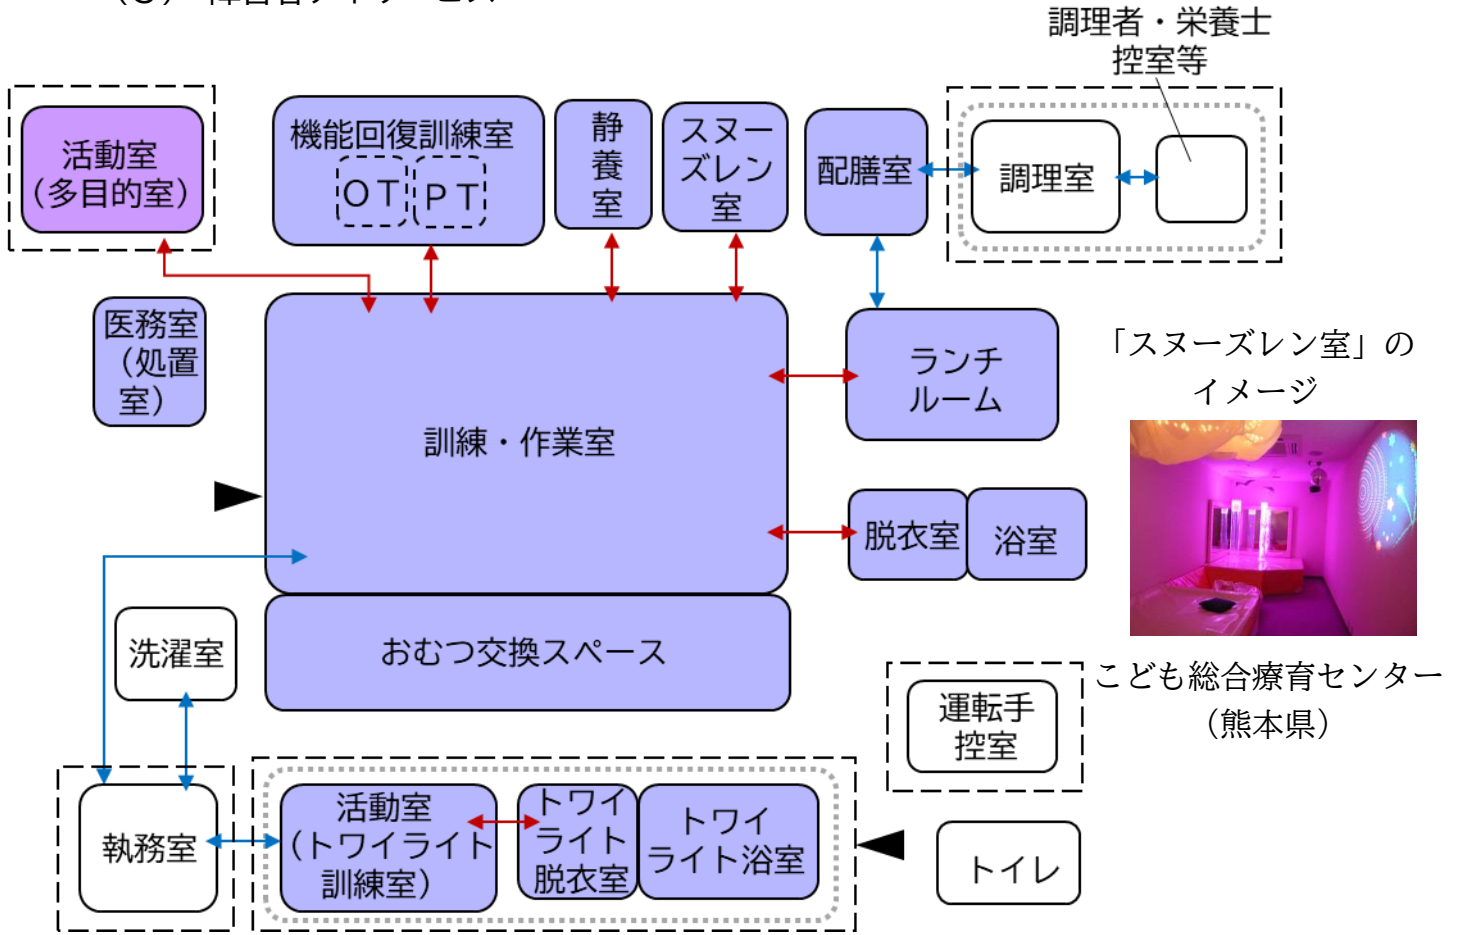 調理者・栄養士
控室等
活動室
（多目的室）
機能回復訓練室
ＯＴ
ＰＴ
静
養
室
スヌー
ズレン
室
配膳室
調理室
医務室
（処置
室）
訓練・作業室
ランチ
ルーム
「スヌーズレン室」の
イメージ
脱衣室
浴室
おむつ交換スペース
洗濯室
こども総合療育センター
（熊本県）
運転手
控室
執務室
活動室
（トワイライト
訓練室）
トワイ
ライト
脱衣室
トワイ
ライト浴室
トイレ